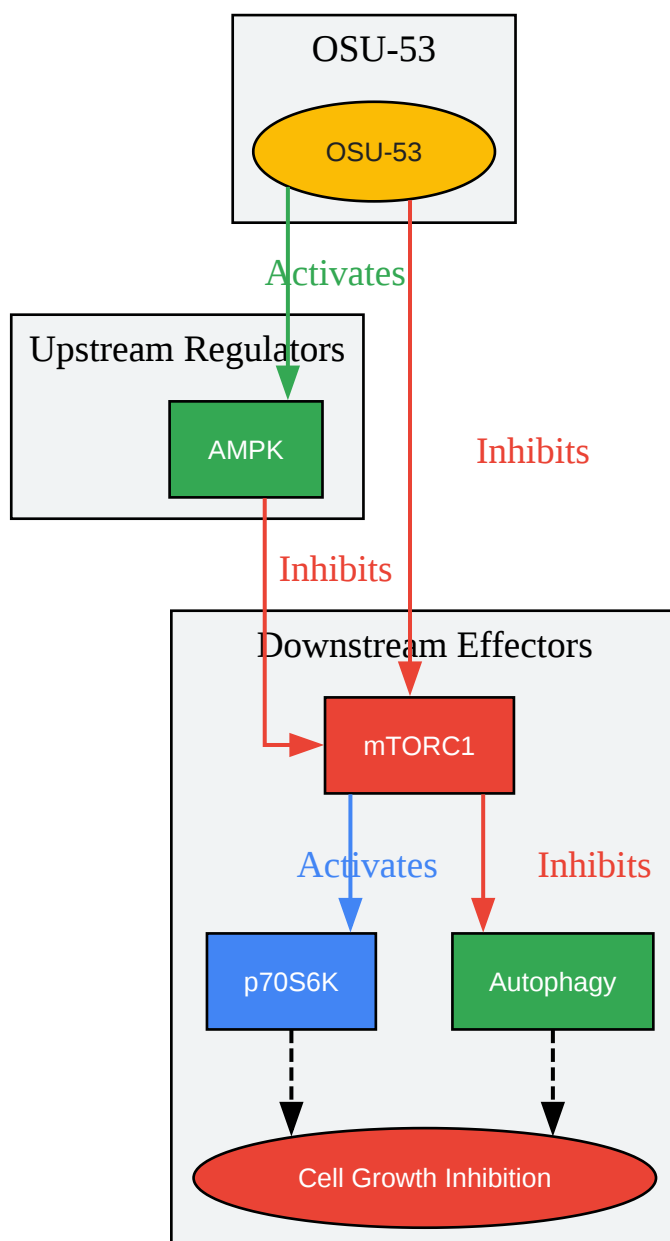 OSU-53
OSU-53
Activates
Upstream Regulators
AMPK
Inhibits
Inhibits
Downstream Effectors
mTORC1
Activates
Inhibits
p70S6K
Autophagy
Cell Growth Inhibition